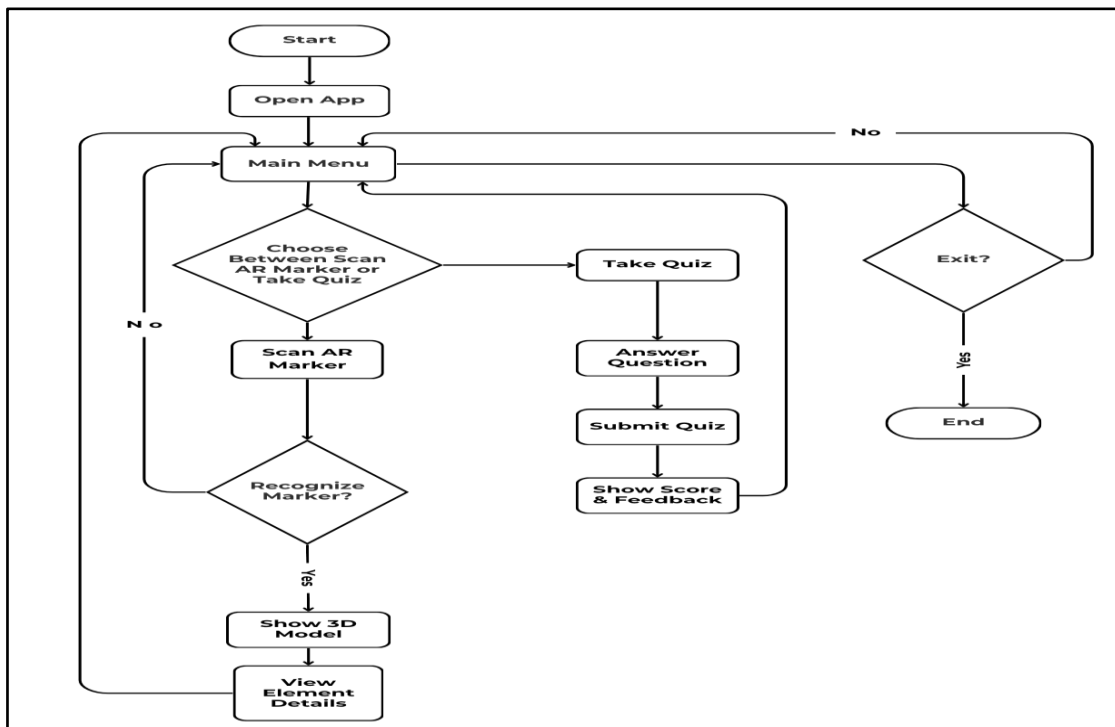 Start
Open App
No
Main Menu
Choose
Between Scan
AR Marker or
Take Quiz
Take Quiz
Exit?
N o
Scan AR
Marker
Answer
Question
Yes
Submit Quiz
End
Recognize
Marker?
Show Score
& Feedback
Yes
Show 3D
Model
View
Element
Details